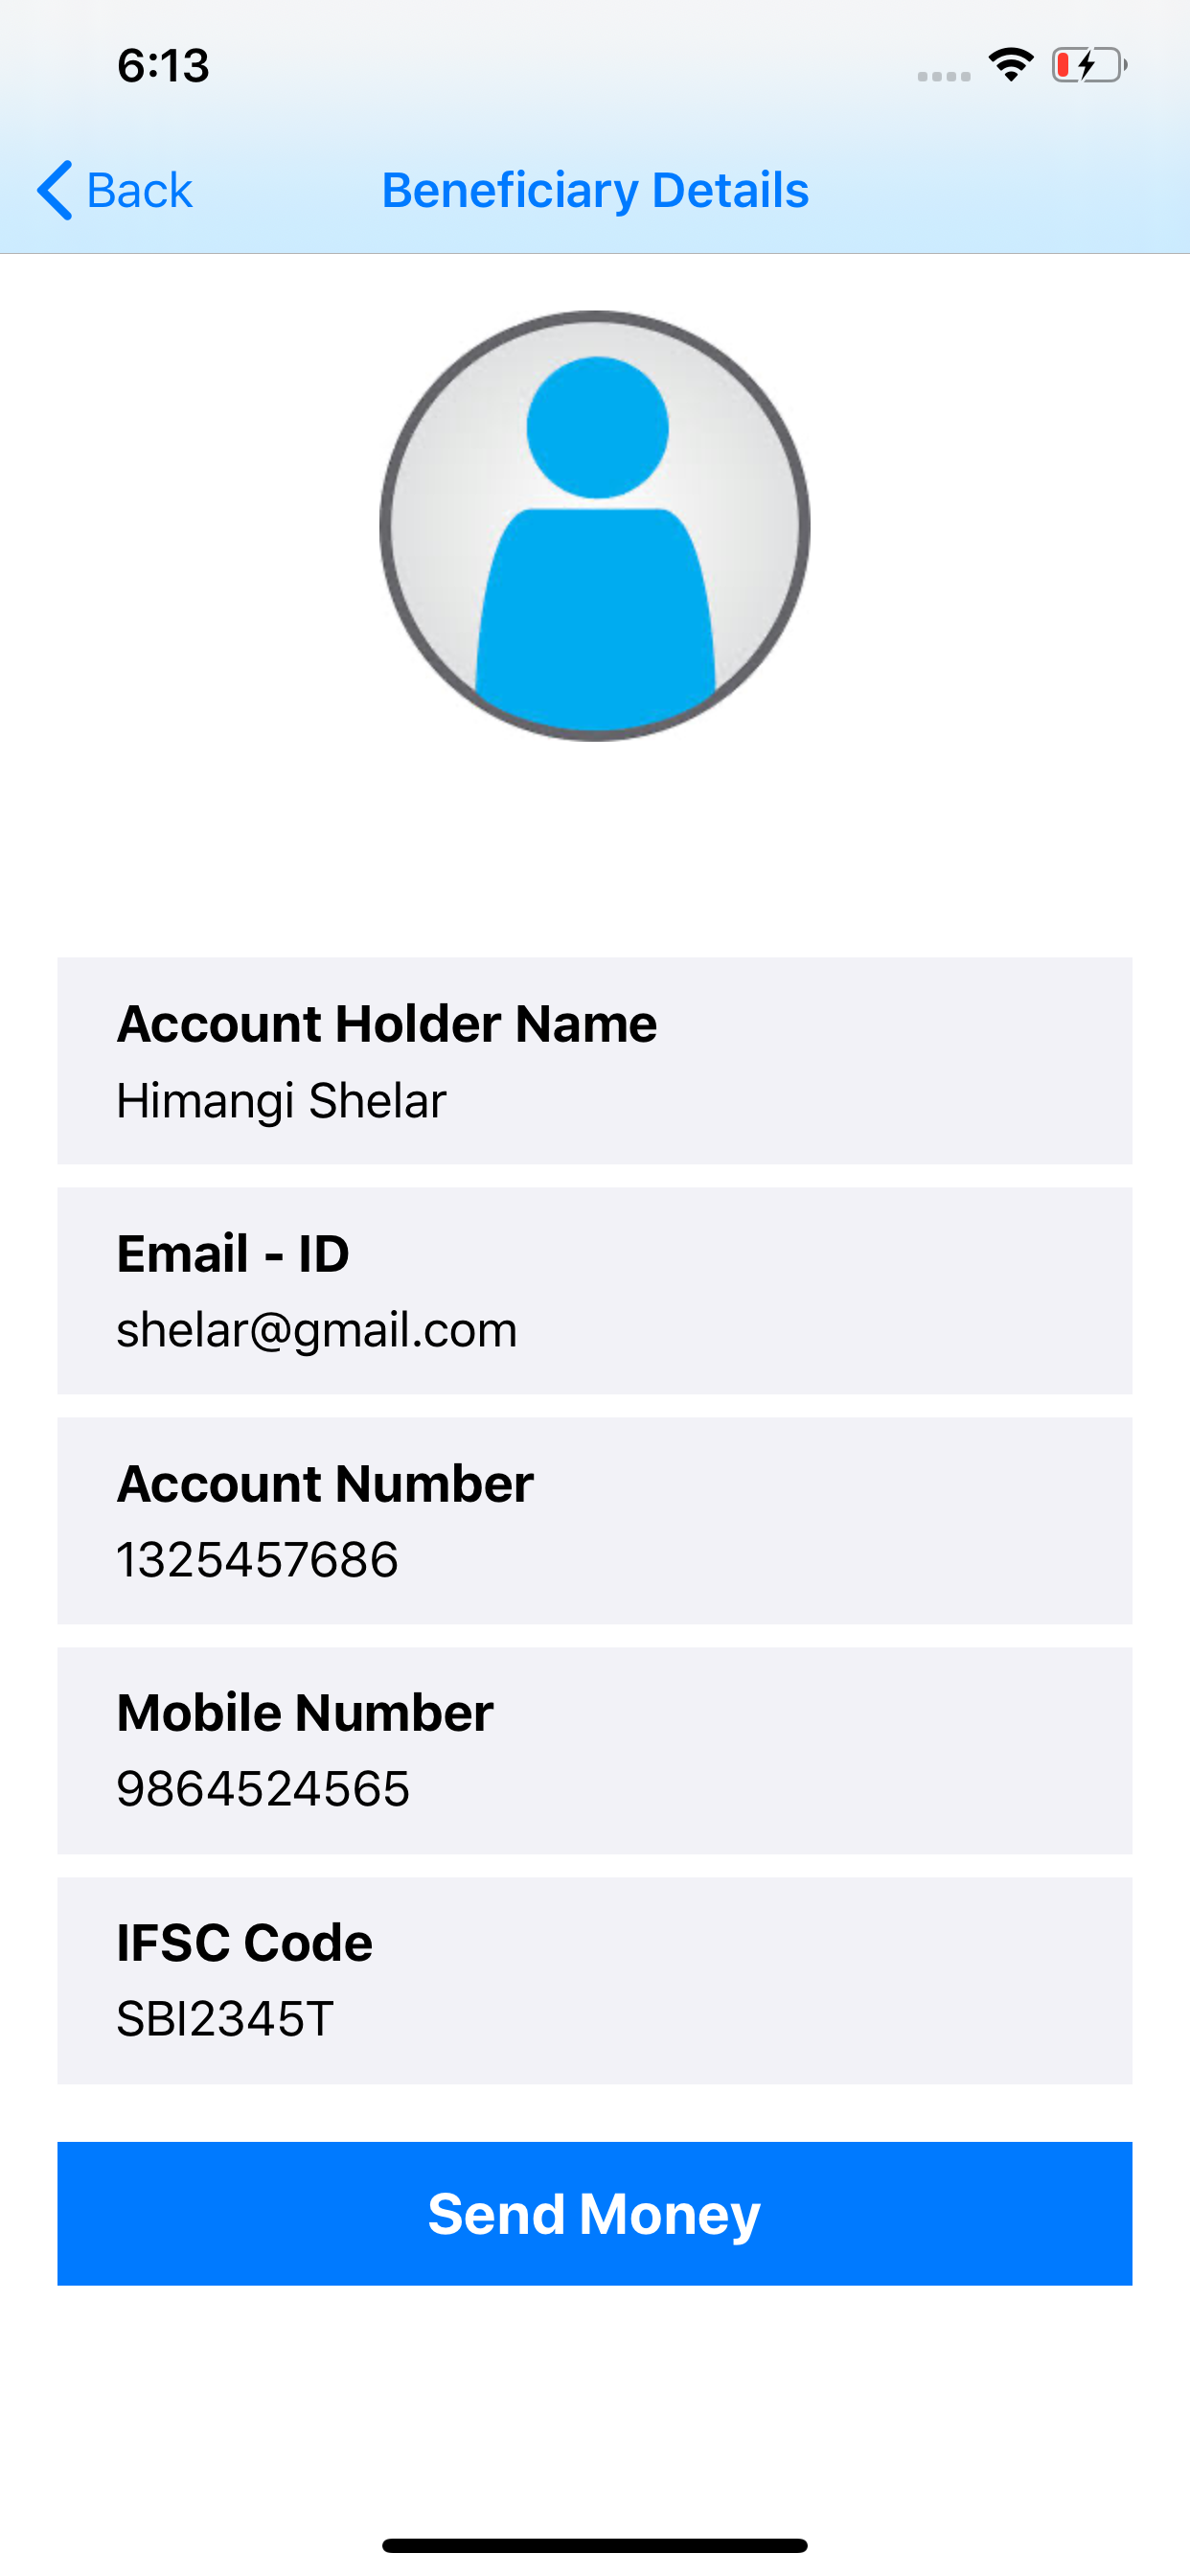 6:13
Back
Beneficiary Details
Account Holder Name
Himangi Shelar
Email - ID
shelar@gmail.com
Account Number
1325457686
Mobile Number
9864524565
IFSC Code
SBI2345T
Send Money